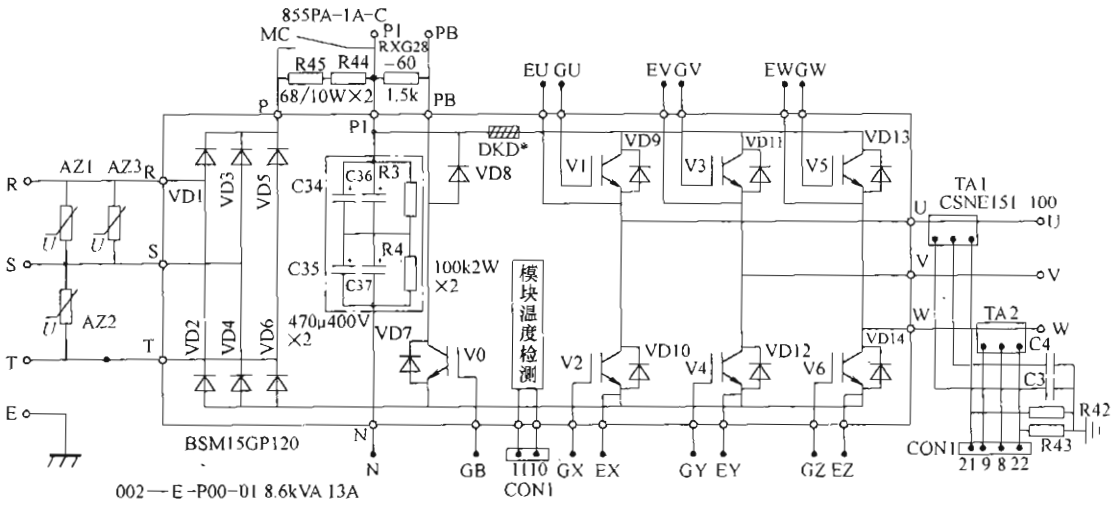 855PA-1A-C
MC P1 PB
RXG28
R45 R44 -60
68/10W×2 1.5k
EU GU EV GV EW GW
P PB
P1
DKD*
VD9 VD11 VD13
AZ1 AZ3
R R VD1 VD3 VD5
C34 C36 R3
VD8
V1 V3 V5
TA1
CSNE151 100
U U
U U
S S
C35 C37 R4
100k2W
×2
模块温度检测
V V
U AZ2
VD2 VD4 VD6
470μ400V
×2
VD7
W TA2 W
T T
V0
V2 VD10 V4 VD12 V6 VD14
C4
C3
E
R42
R43
BSM15GP120
N
N GB 11 10 GX EX GY EY GZ EZ
CON1
CON1 21 9 8 22
002—E-P00-01 8.6kVA 13A